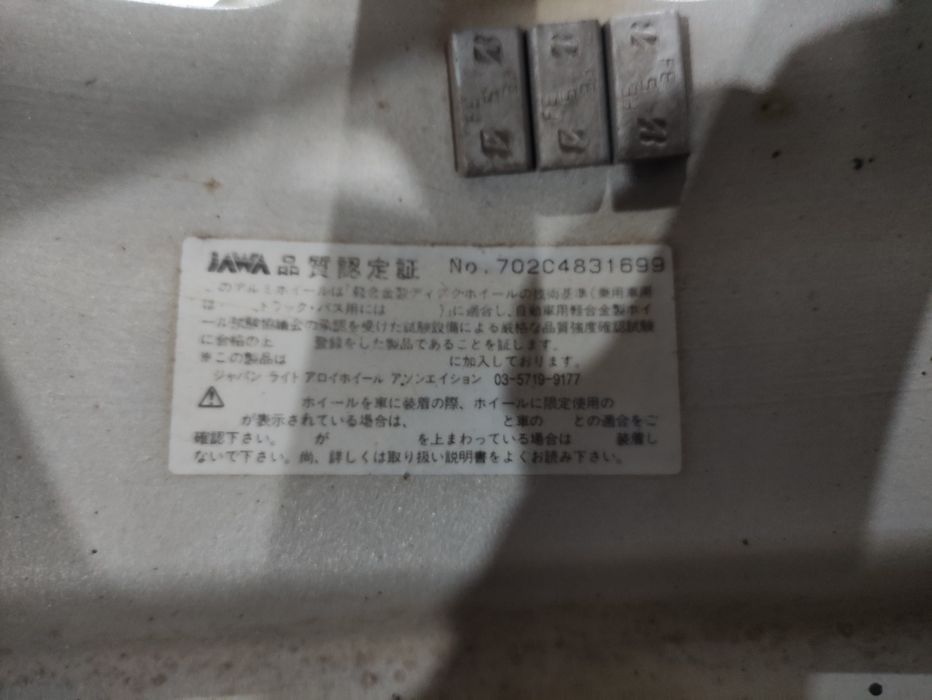 FE FE FE
5 5 5
JAWA 品質認定証 No.702C4831699
このアルミホイールは「軽合金製ディスクホイールの技術基準(乗用車用
は トラック・バス用には )」に適合し、自動車用軽合金製ホイ
ール試験協議会の承認を受けた試験設備による厳格な品質強度確認試験
に合格の上 登録をした製品であることを証します。
※この製品は に加入しております。
ジャパン ライト アロイホイール アソシエイション 03-5719-9177
ホイールを車に装着の際、ホイールに限定使用の
が表示されている場合は、 と車の との適合をご
確認下さい。 が を上まわっている場合は 装着し
ないで下さい。尚、詳しくは取り扱い説明書をよくお読み下さい。